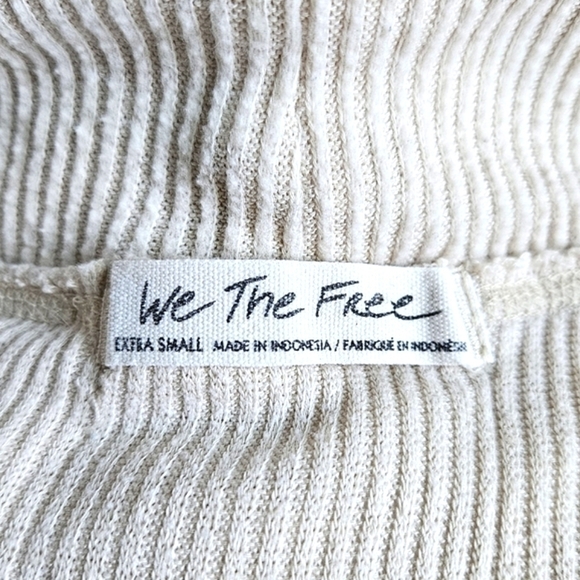 We The Free
EXTRA SMALL MADE IN INDONESIA / FABRIQUÉ EN INDONÉSIE